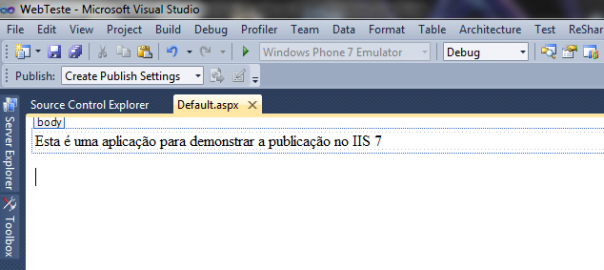 WebTeste - Microsoft Visual Studio
File Edit View Project Build Debug Profiler Team Data Format Table Architecture Test ReShar
Windows Phone 7 Emulator Debug
Publish: Create Publish Settings
Server Explorer
Toolbox
Source Control Explorer Default.aspx
body
Esta é uma aplicação para demonstrar a publicação no IIS 7